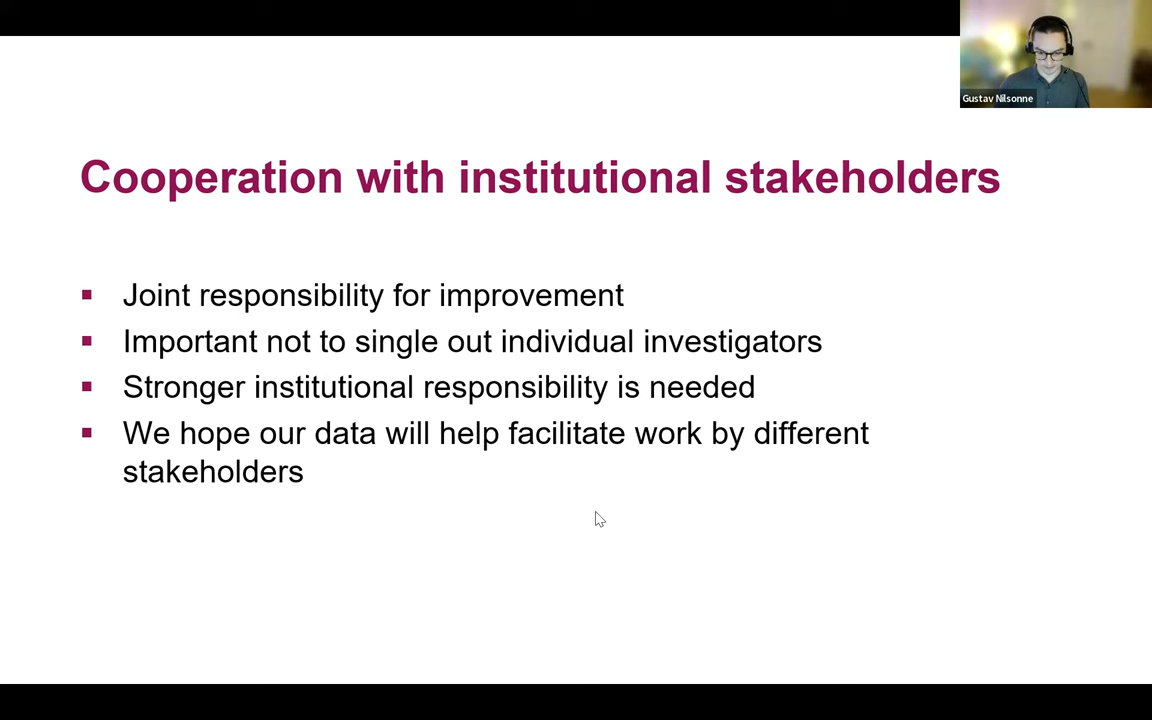 Gustav Nilsonne
Cooperation with institutional stakeholders
Joint responsibility for improvement
Important not to single out individual investigators
Stronger institutional responsibility is needed
We hope our data will help facilitate work by different
stakeholders